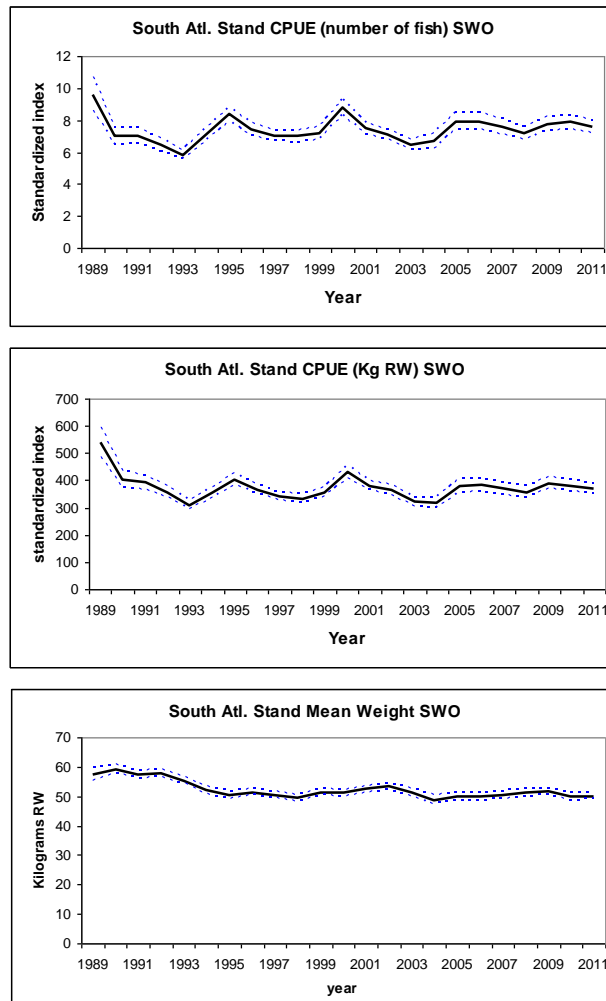 South Atl. Stand CPUE (number of fish) SWO
Standardized index
12
10
8
6
4
2
0
1989 1991 1993 1995 1997 1999 2001 2003 2005 2007 2009 2011
Year
South Atl. Stand CPUE (Kg RW) SWO
standardized index
700
600
500
400
300
200
100
0
1989 1991 1993 1995 1997 1999 2001 2003 2005 2007 2009 2011
Year
South Atl. Stand Mean Weight SWO
Kilograms RW
70
60
50
40
30
20
10
0
1989 1991 1993 1995 1997 1999 2001 2003 2005 2007 2009 2011
year